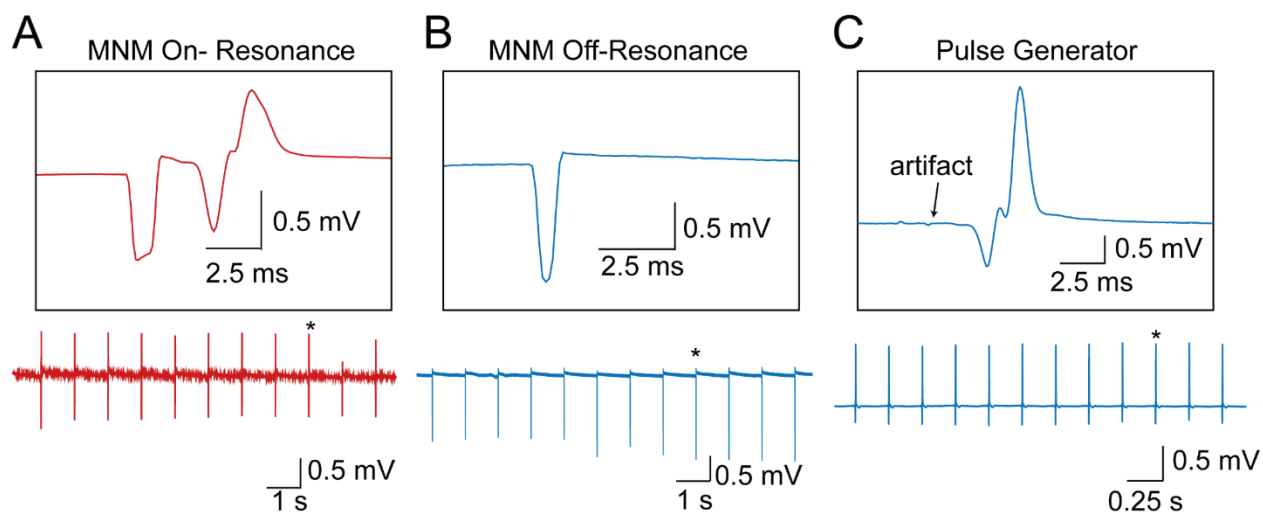 A
MNM On- Resonance
0.5 mV
2.5 ms
*
0.5 mV
1 s
B
MNM Off-Resonance
0.5 mV
2.5 ms
*
0.5 mV
1 s
C
Pulse Generator
artifact
0.5 mV
2.5 ms
*
0.5 mV
0.25 s